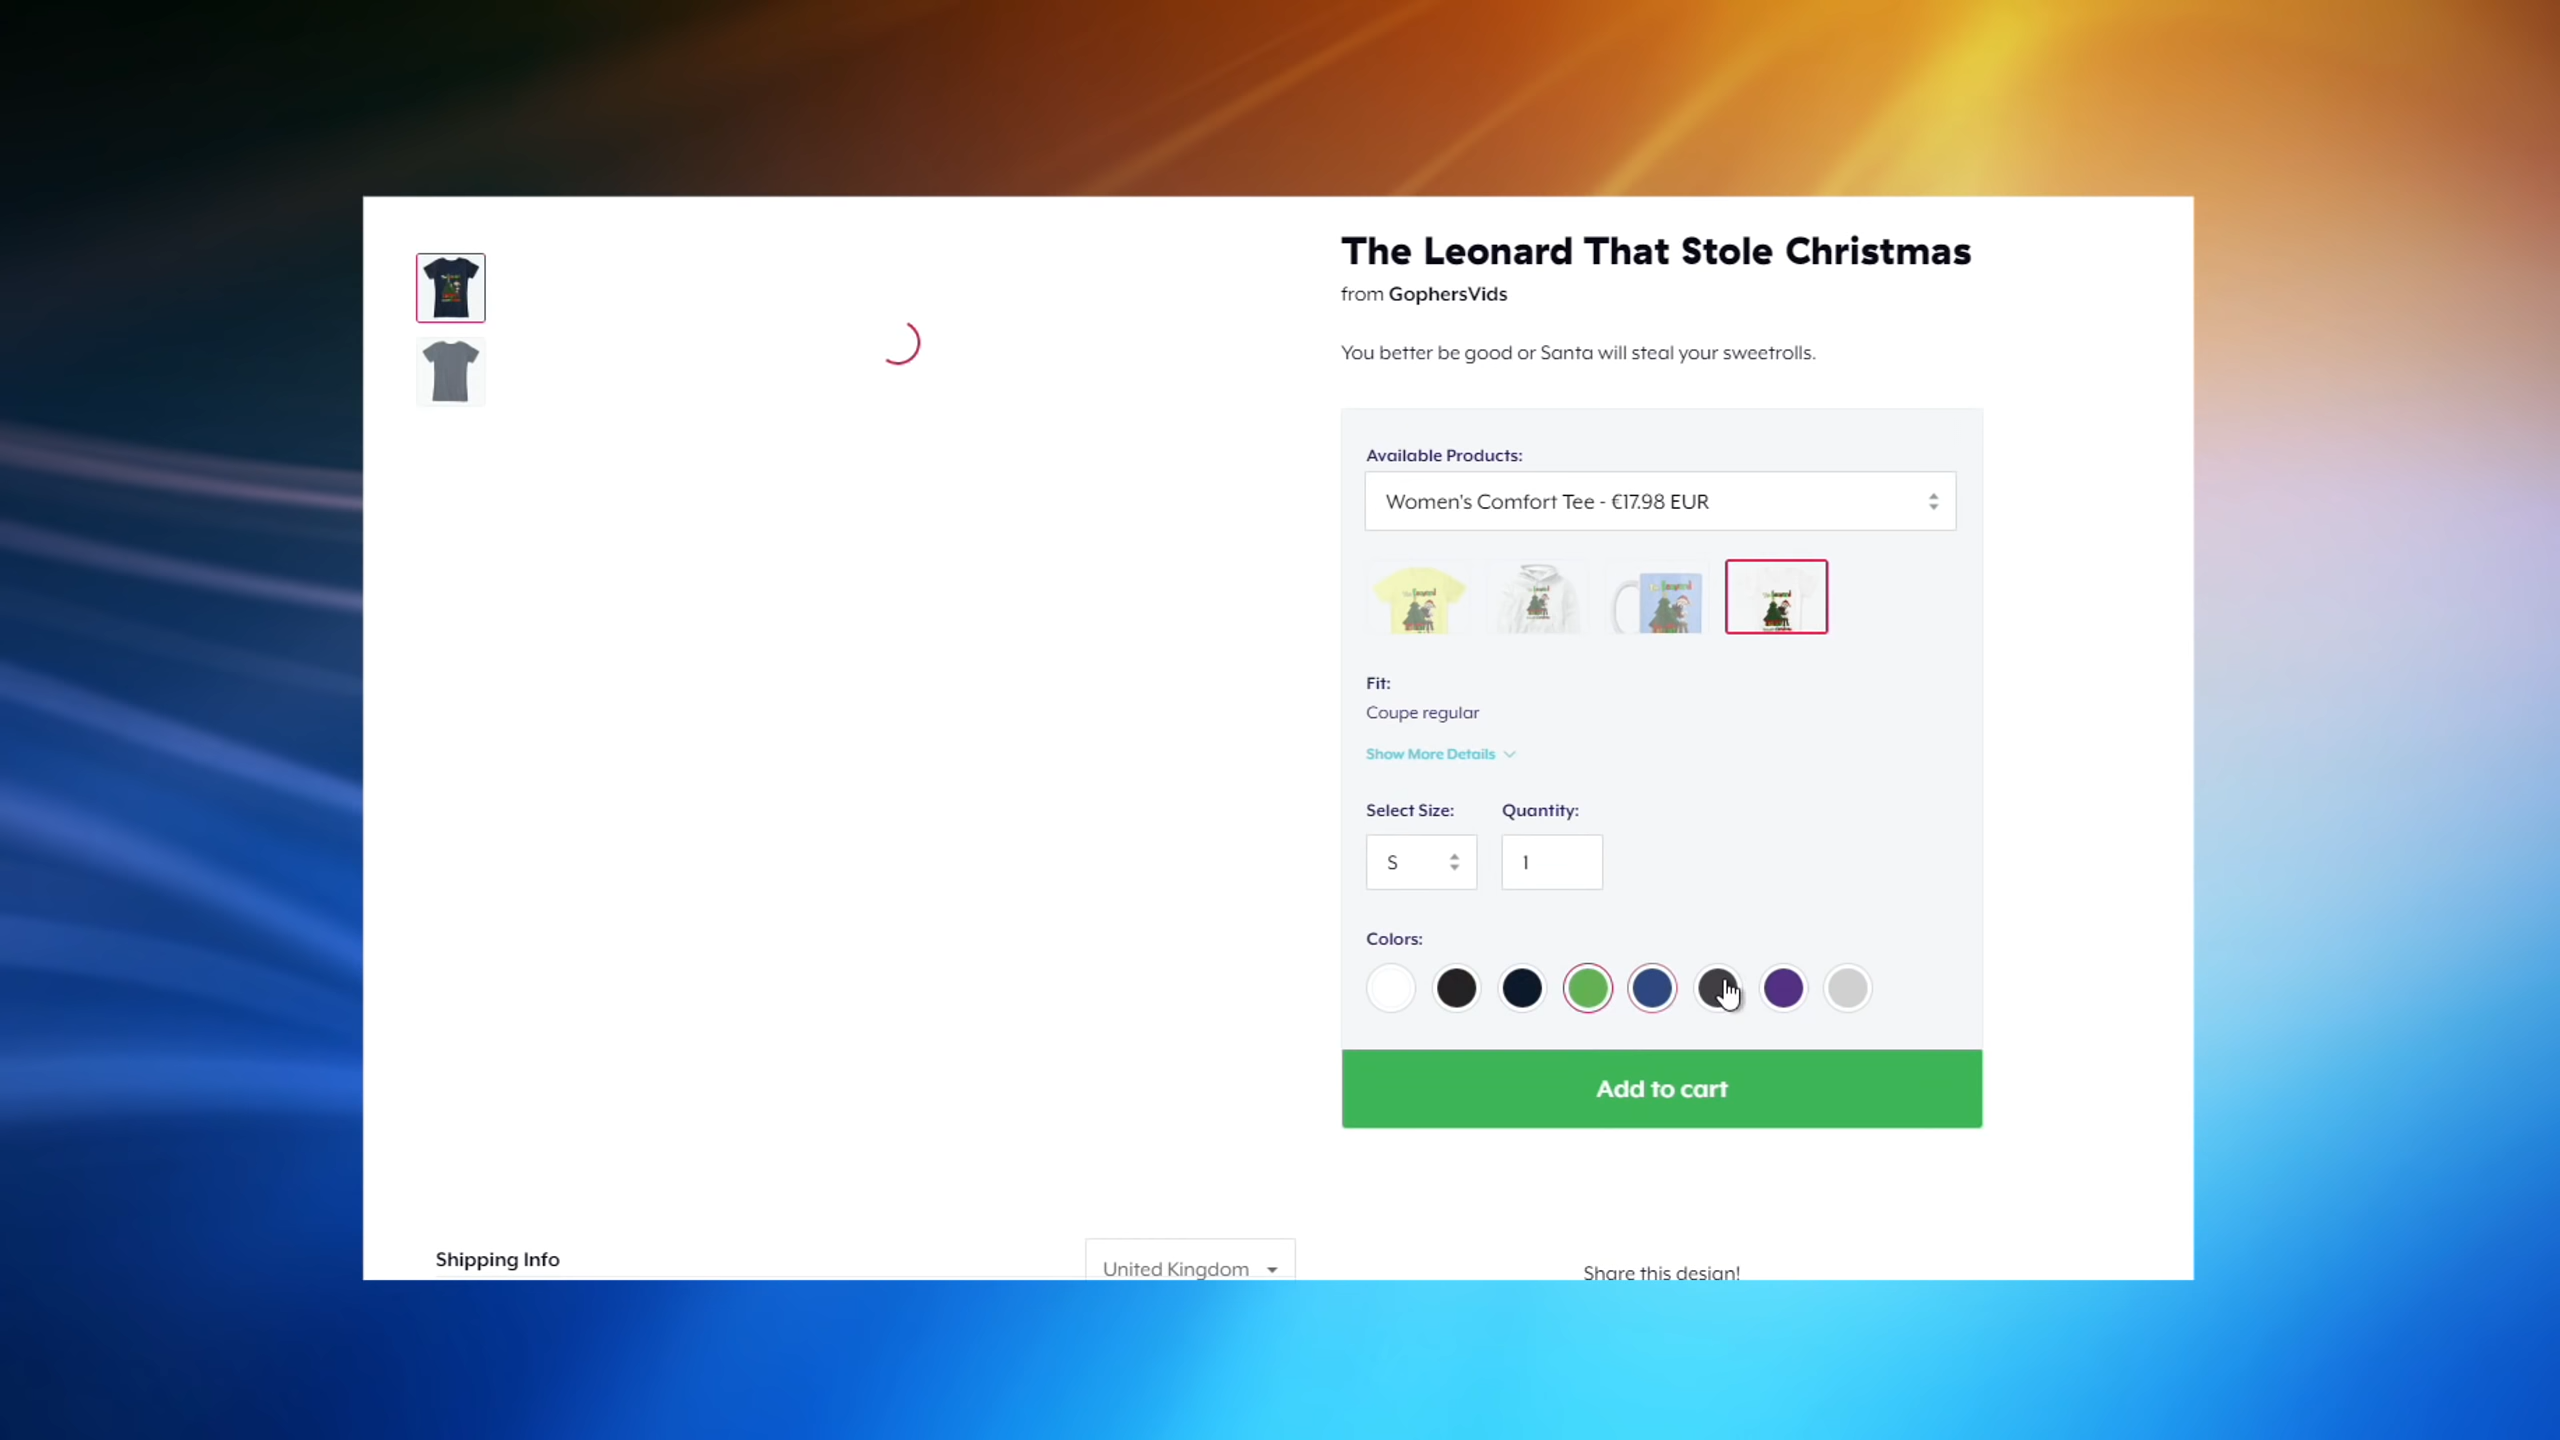 The Leonard That Stole Christmas
from GophersVids
You better be good or Santa will steal your sweetrolls.
Available Products:
Women's Comfort Tee - €17.98 EUR
Fit:
Coupe regular
Show More Details
Select Size:
Quantity:
S
1
Colors:
Add to cart
Shipping Info
United Kingdom
Share this design!